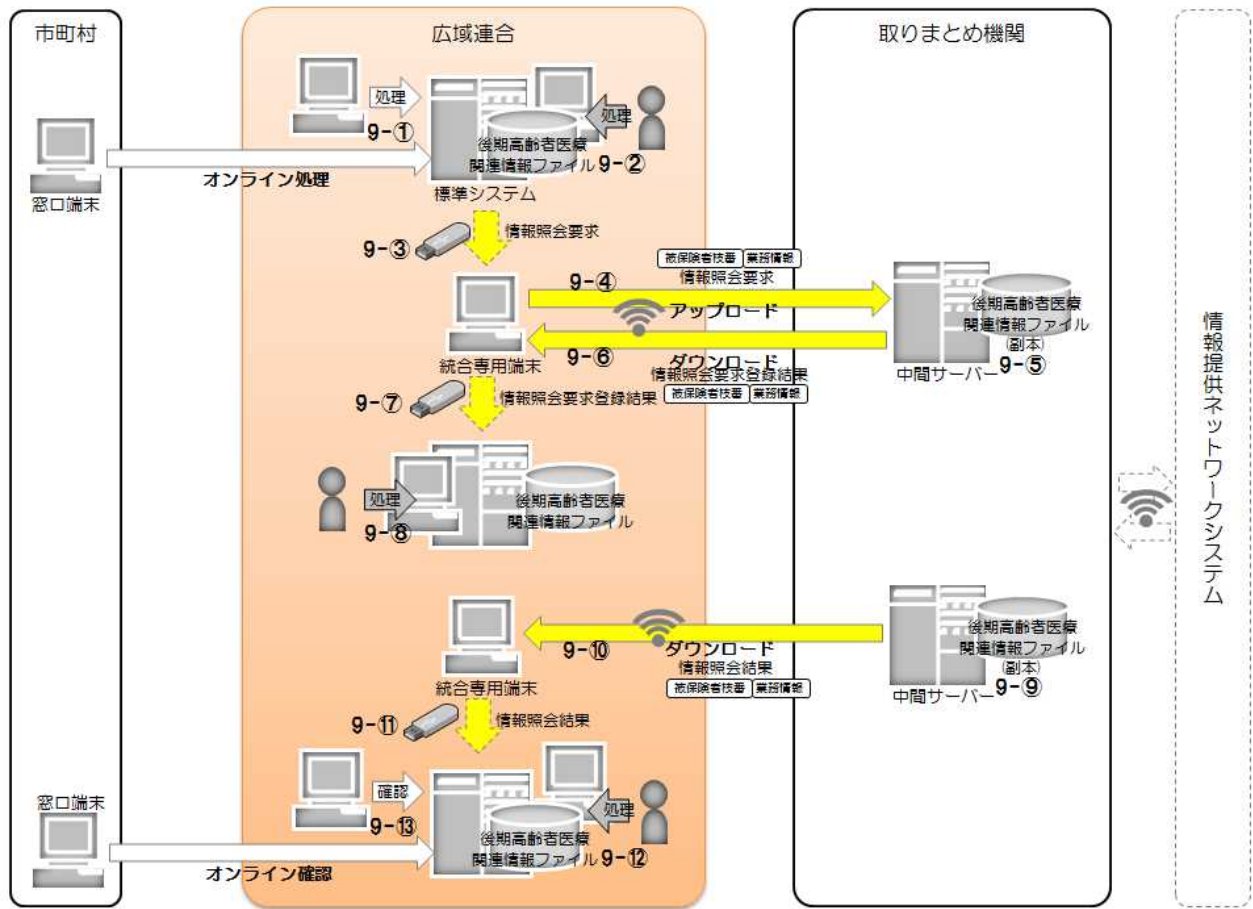 市町村
広域連合
取りまとめ機関
処理
9-①
処理
後期高齢者医療
関連情報ファイル
9-②
オンライン処理
標準システム
窓口端末
9-③
情報照会要求
被保険者枝番
業務情報
9-④
情報照会要求
アップロード
後期高齢者医療
関連情報ファイル
(副本)
9-⑤
中間サーバー
9-⑥
ダウンロード
情報照会要求登録結果
被保険者枝番
業務情報
統合専用端末
9-⑦
情報照会要求登録結果
情報提供ネットワークシステム
処理
9-⑧
後期高齢者医療
関連情報ファイル
9-⑩
ダウンロード
情報照会結果
被保険者枝番
業務情報
後期高齢者医療
関連情報ファイル
(副本)
9-⑨
中間サーバー
統合専用端末
9-⑪
情報照会結果
窓口端末
確認
9-⑬
処理
後期高齢者医療
関連情報ファイル
9-⑫
オンライン確認